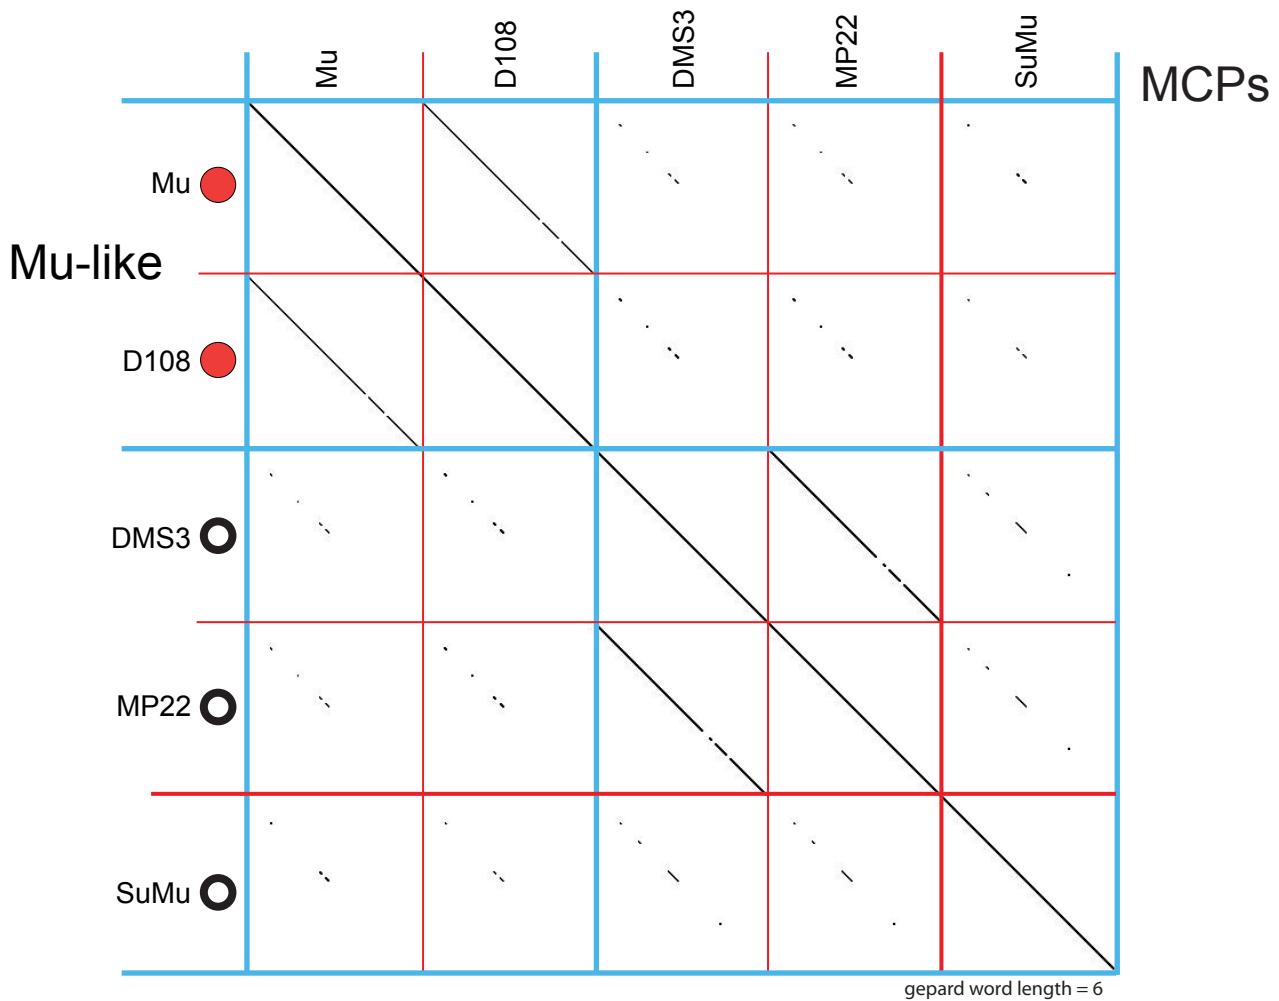 Mu
D108
DMS3
MP22
SuMu
MCPs
Mu
Mu-like
D108
DMS3
MP22
SuMu
gepard word length = 6